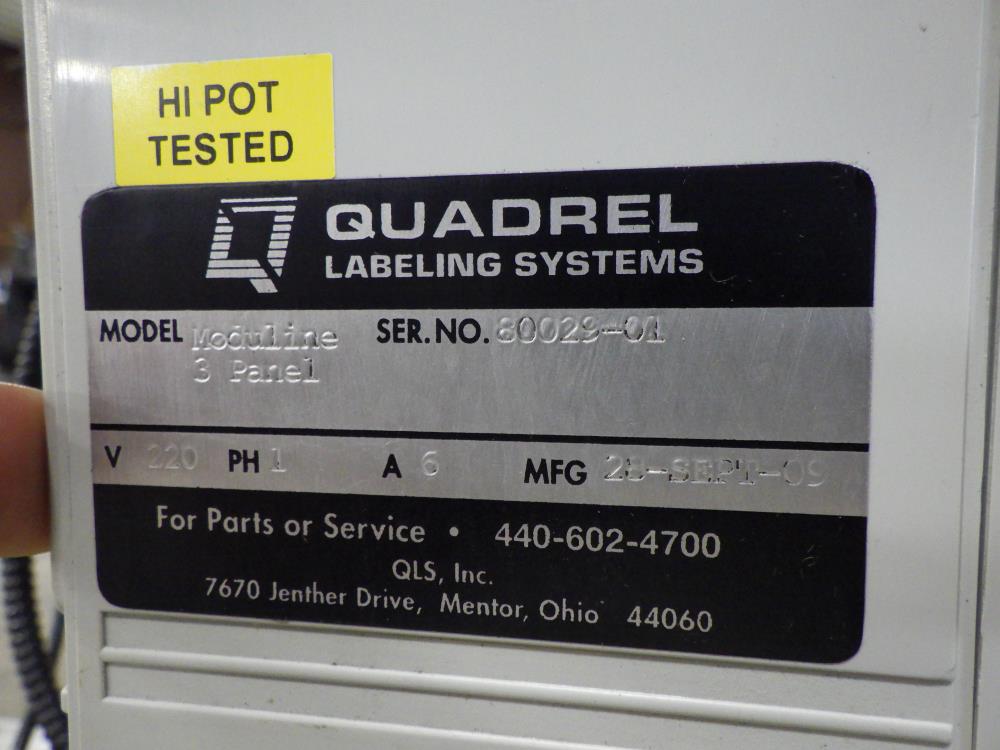 HI POT
TESTED
QUADREL
LABELING SYSTEMS
MODEL Moduline SER. NO. 80029-01
3 Panel
V 220 PH 1 A 6 MFG 28-SEPT-09
For Parts or Service • 440-602-4700
QLS, Inc.
7670 Jenther Drive, Mentor, Ohio 44060